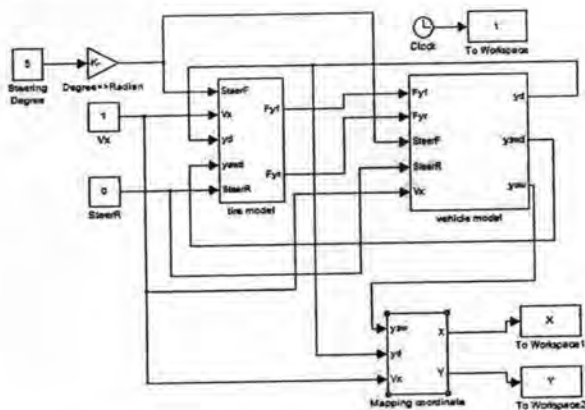 5
Steering
Degree
K-
Degree=>Radian
1
Vx
0
SteerR
SteerF
Vx
yd
yawd
SteerR
Fyf
Fyr
tire model
Clock
t
To Workspace
Fyf
Fyr
SteerF
SteerR
Vx
yd
yawd
yaw
vehicle model
yaw
yd
Vx
X
Y
Mapping coordinate
X
To Workspace1
Y
To Workspace2